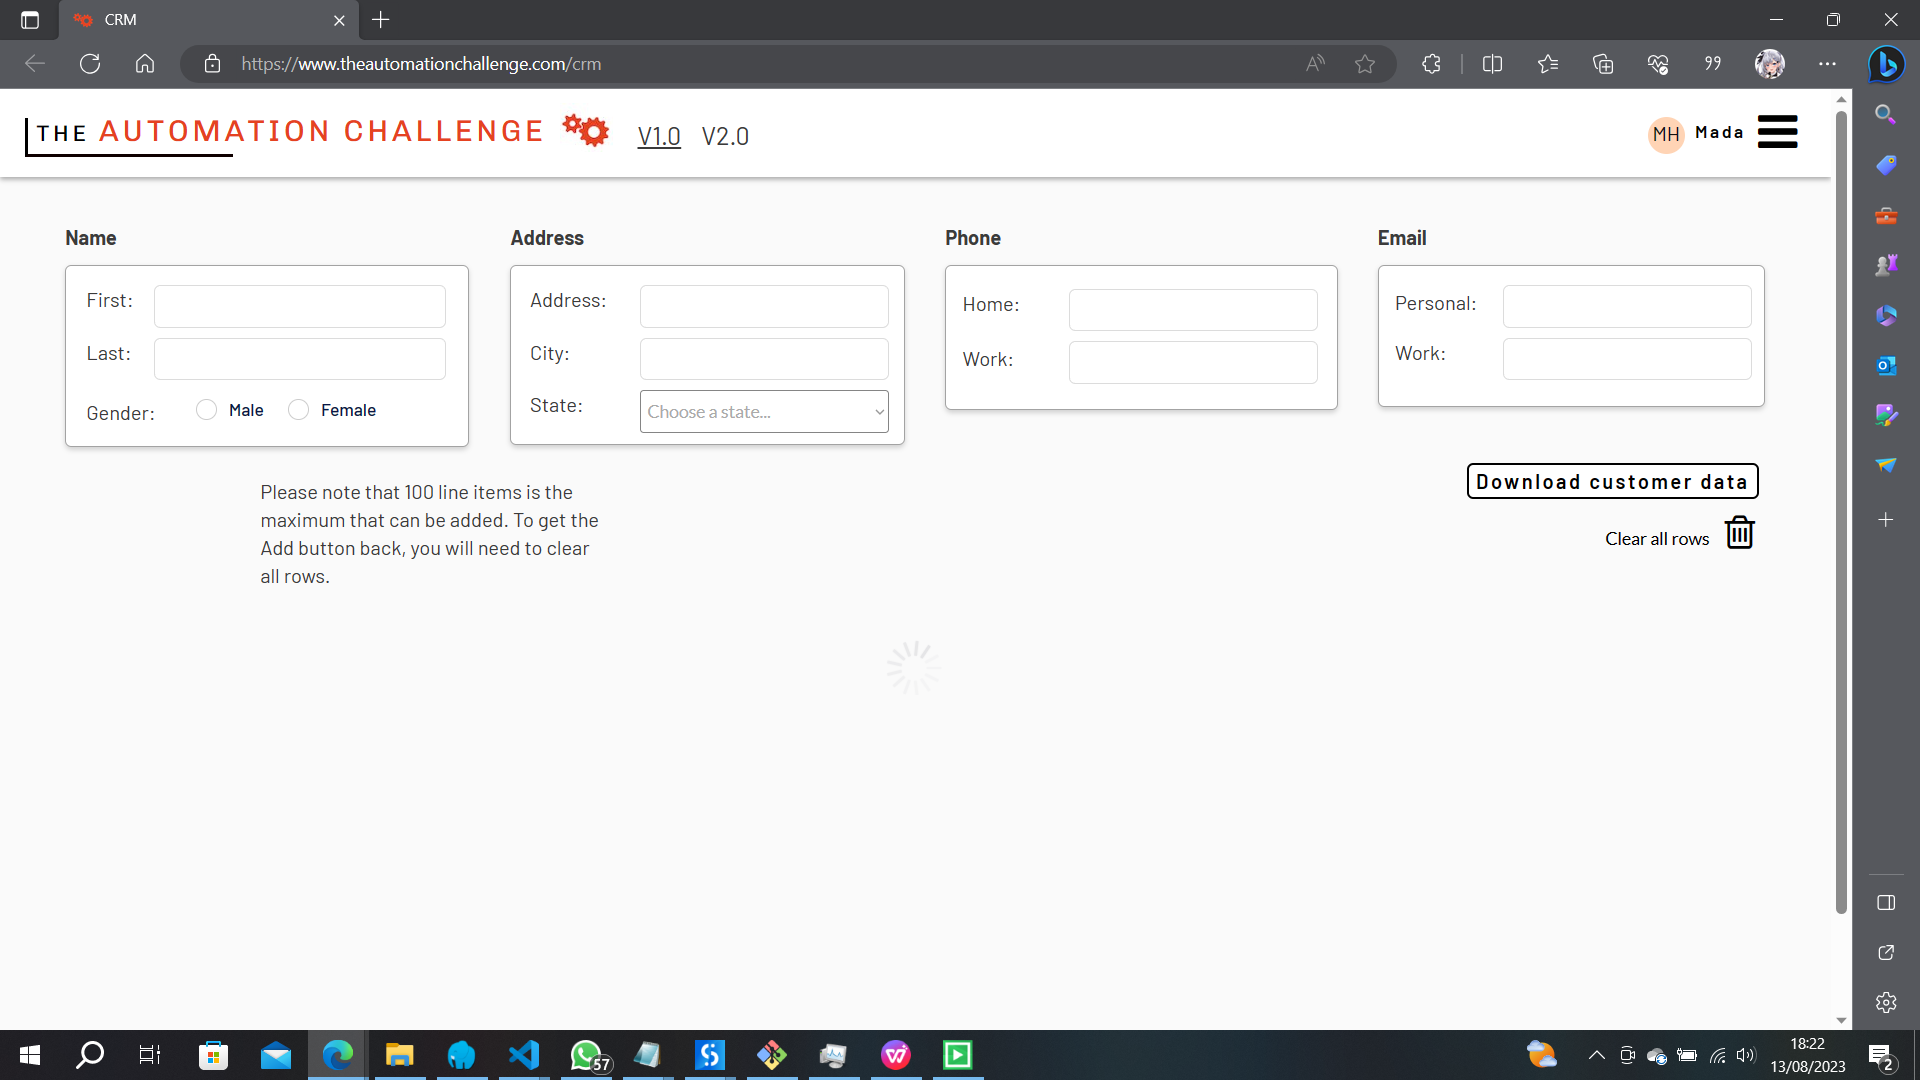 CRM
https://www.theautomationchallenge.com/crm
THE AUTOMATION CHALLENGE
V1.0 V2.0
MH Mada
Name
First:
Last:
Gender: Male Female
Address
Address:
City:
State: Choose a state...
Phone
Home:
Work:
Email
Personal:
Work:
Please note that 100 line items is the
maximum that can be added. To get the
Add button back, you will need to clear
all rows.
Download customer data
Clear all rows
57
18:22
13/08/2023
2